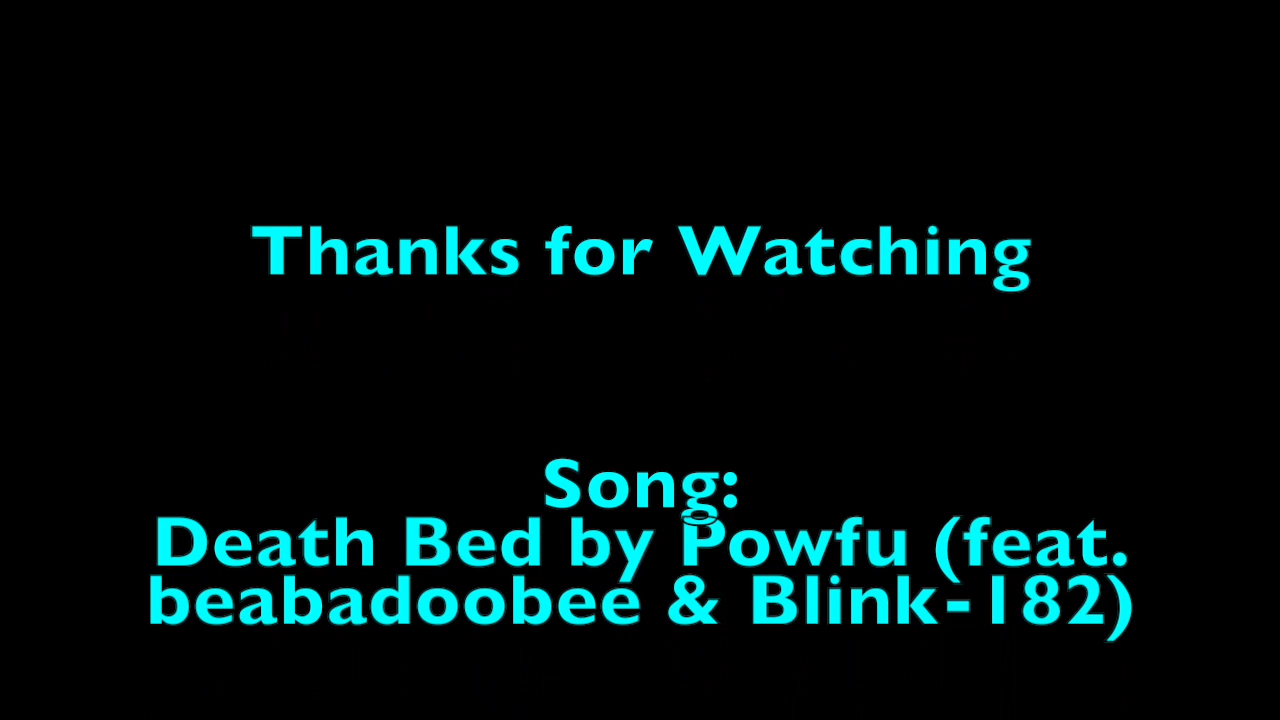 Thanks for Watching
Song:
Death Bed by Powfu (feat.
beabadoobee & Blink-182)